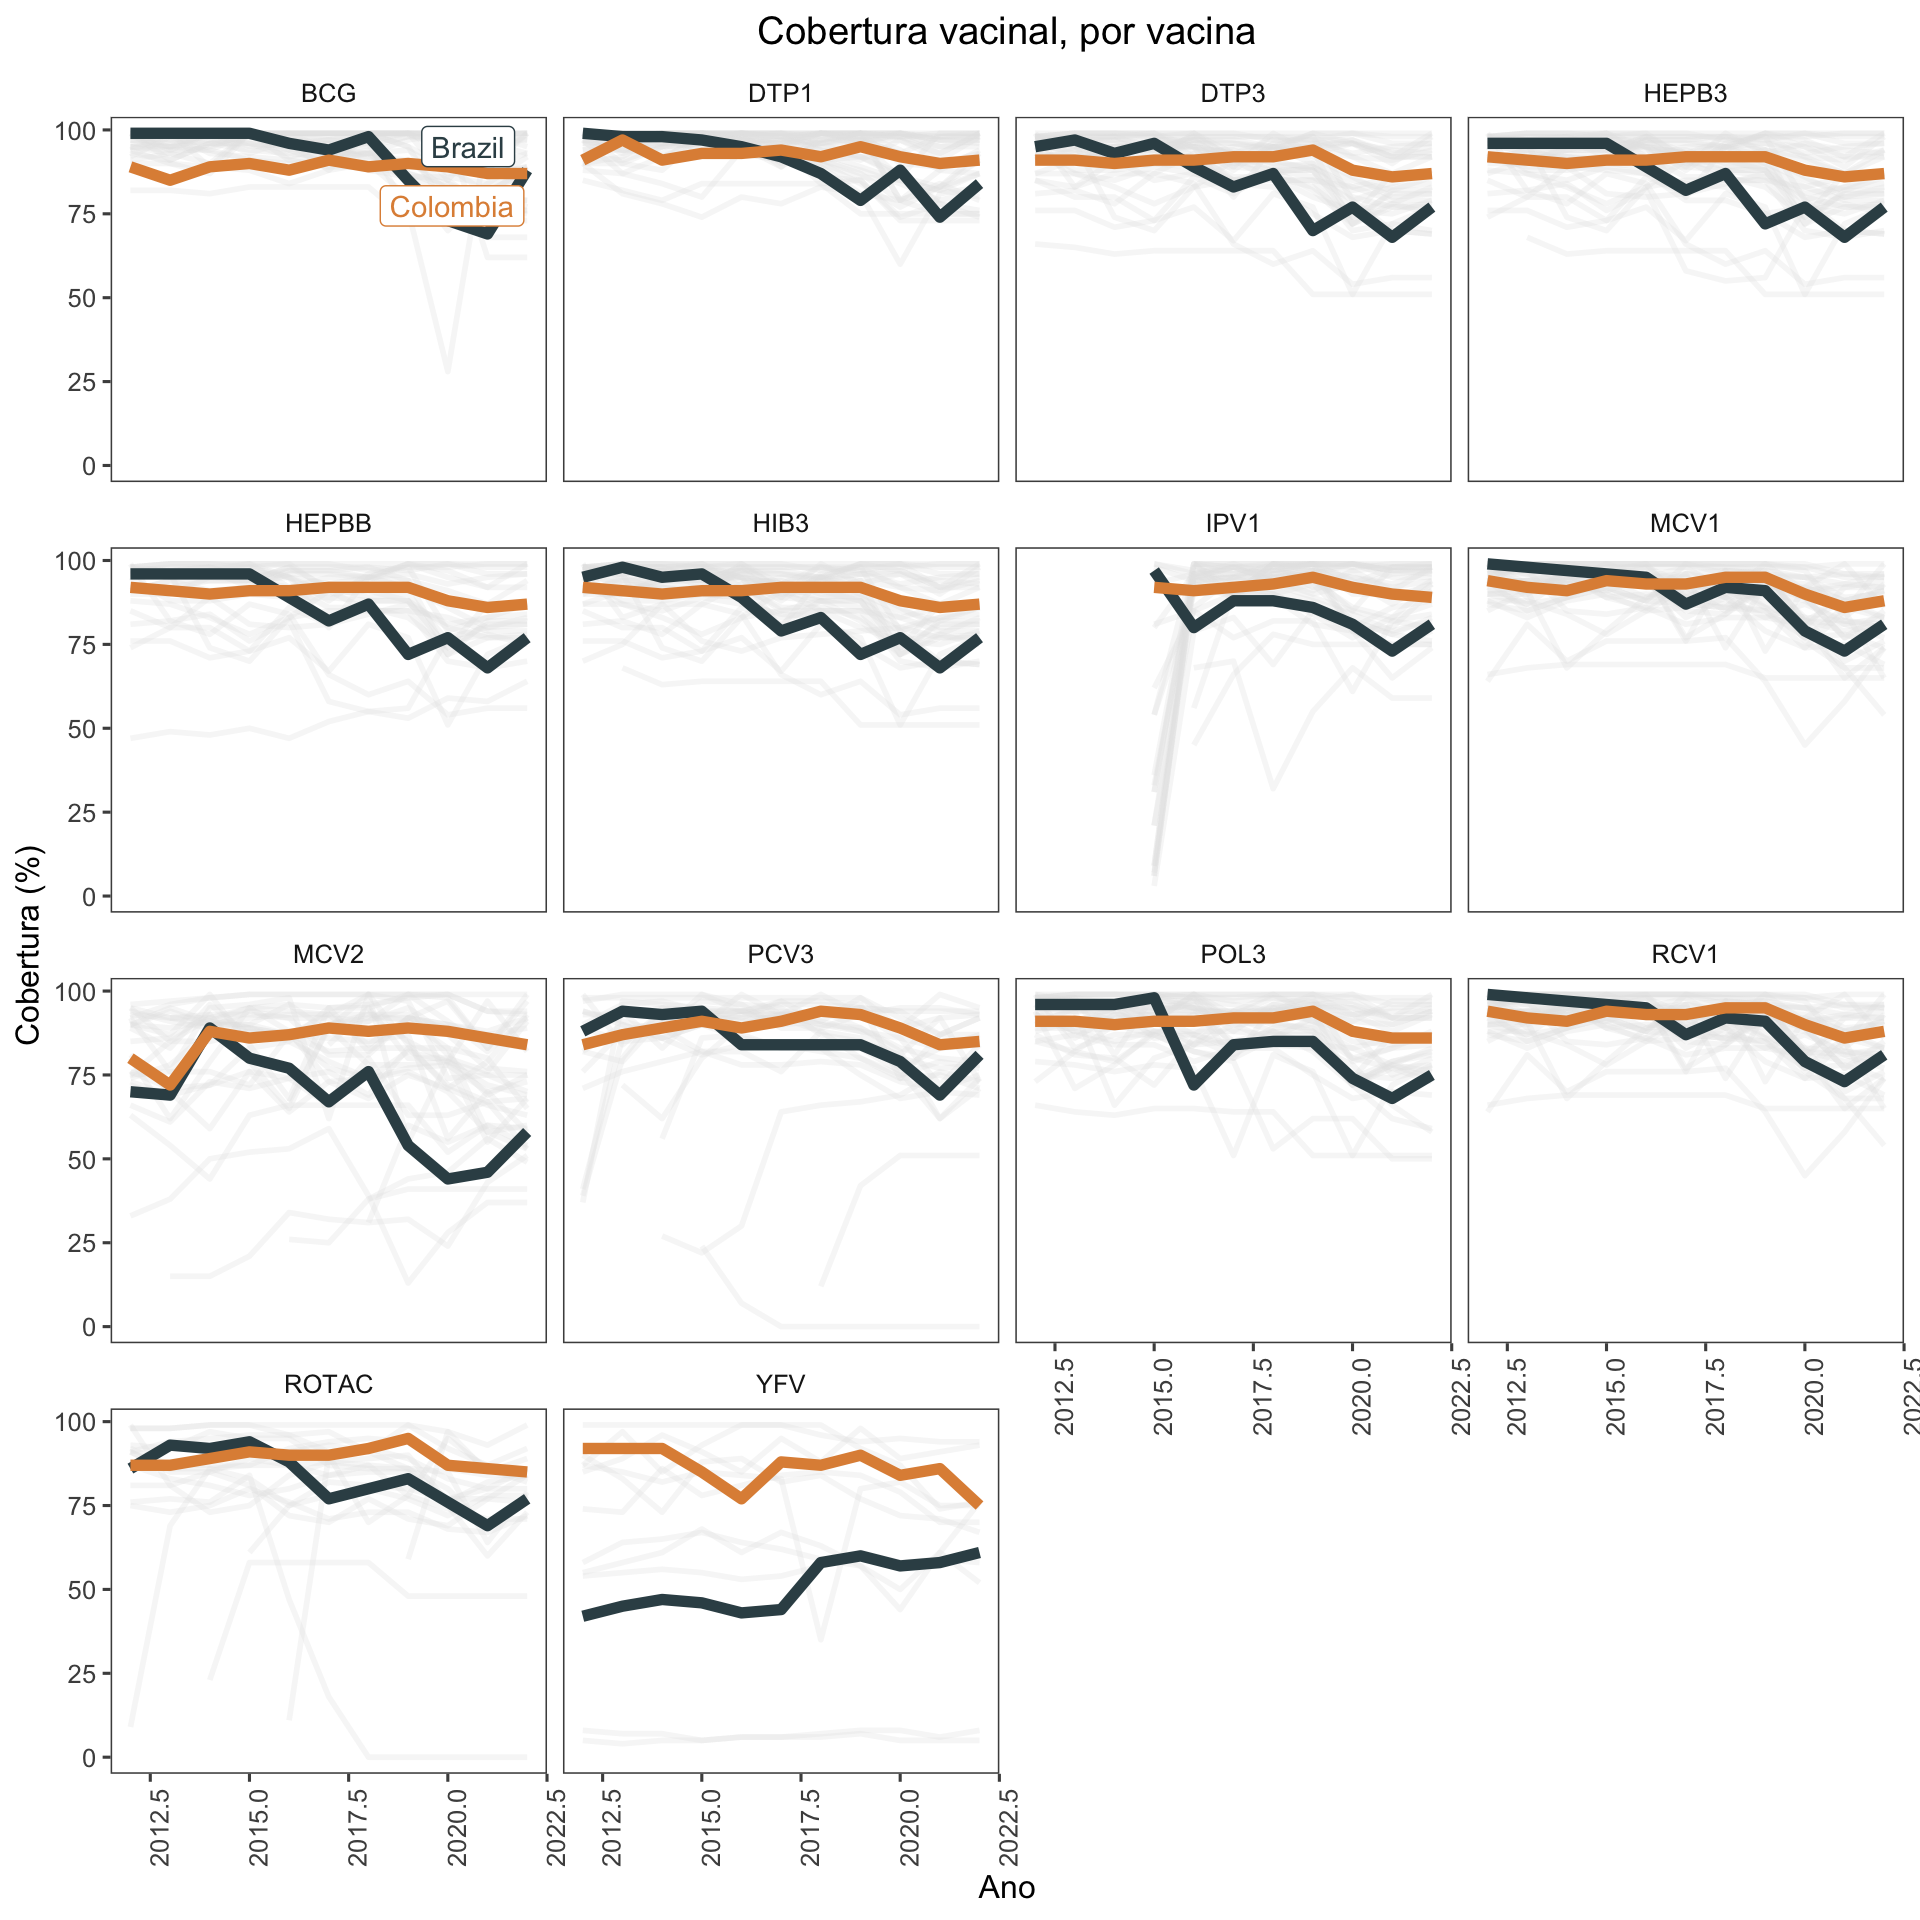 Cobertura vacinal, por vacina
BCG
DTP1
DTP3
HEPB3
100
75
50
25
0
Brazil
Colombia
HEPBB
HIB3
IPV1
MCV1
100
75
50
25
0
Cobertura (%)
MCV2
PCV3
POL3
RCV1
100
75
50
25
0
2012.5
2015.0
2017.5
2020.0
2022.5
2012.5
2015.0
2017.5
2020.0
2022.5
ROTAC
YFV
100
75
50
25
0
2012.5
2015.0
2017.5
2020.0
2022.5
2012.5
2015.0
2017.5
2020.0
2022.5
Ano